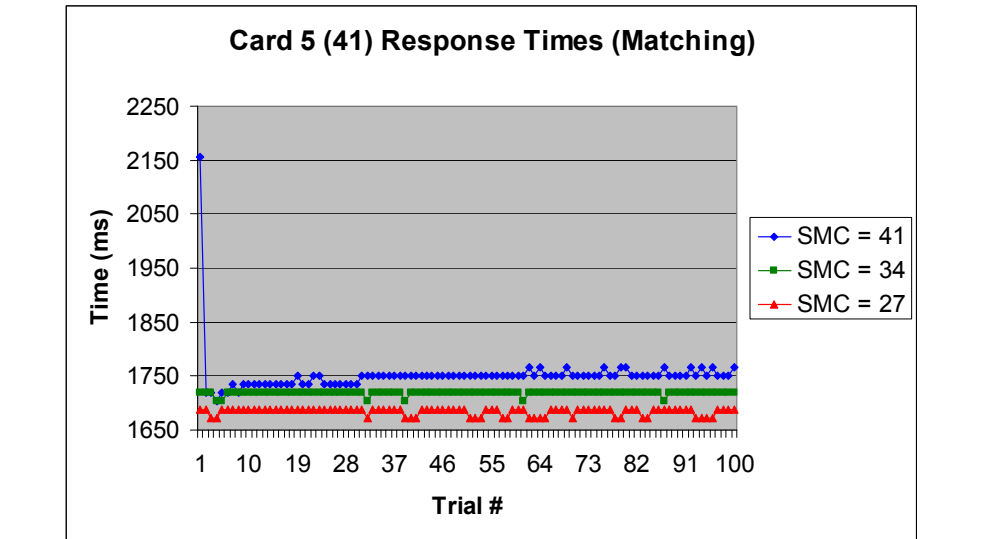 Card 5 (41) Response Times (Matching)
2250
2150
2050
1950
1850
1750
1650
Time (ms)
1 10 19 28 37 46 55 64 73 82 91 100
Trial #
SMC = 41
SMC = 34
SMC = 27